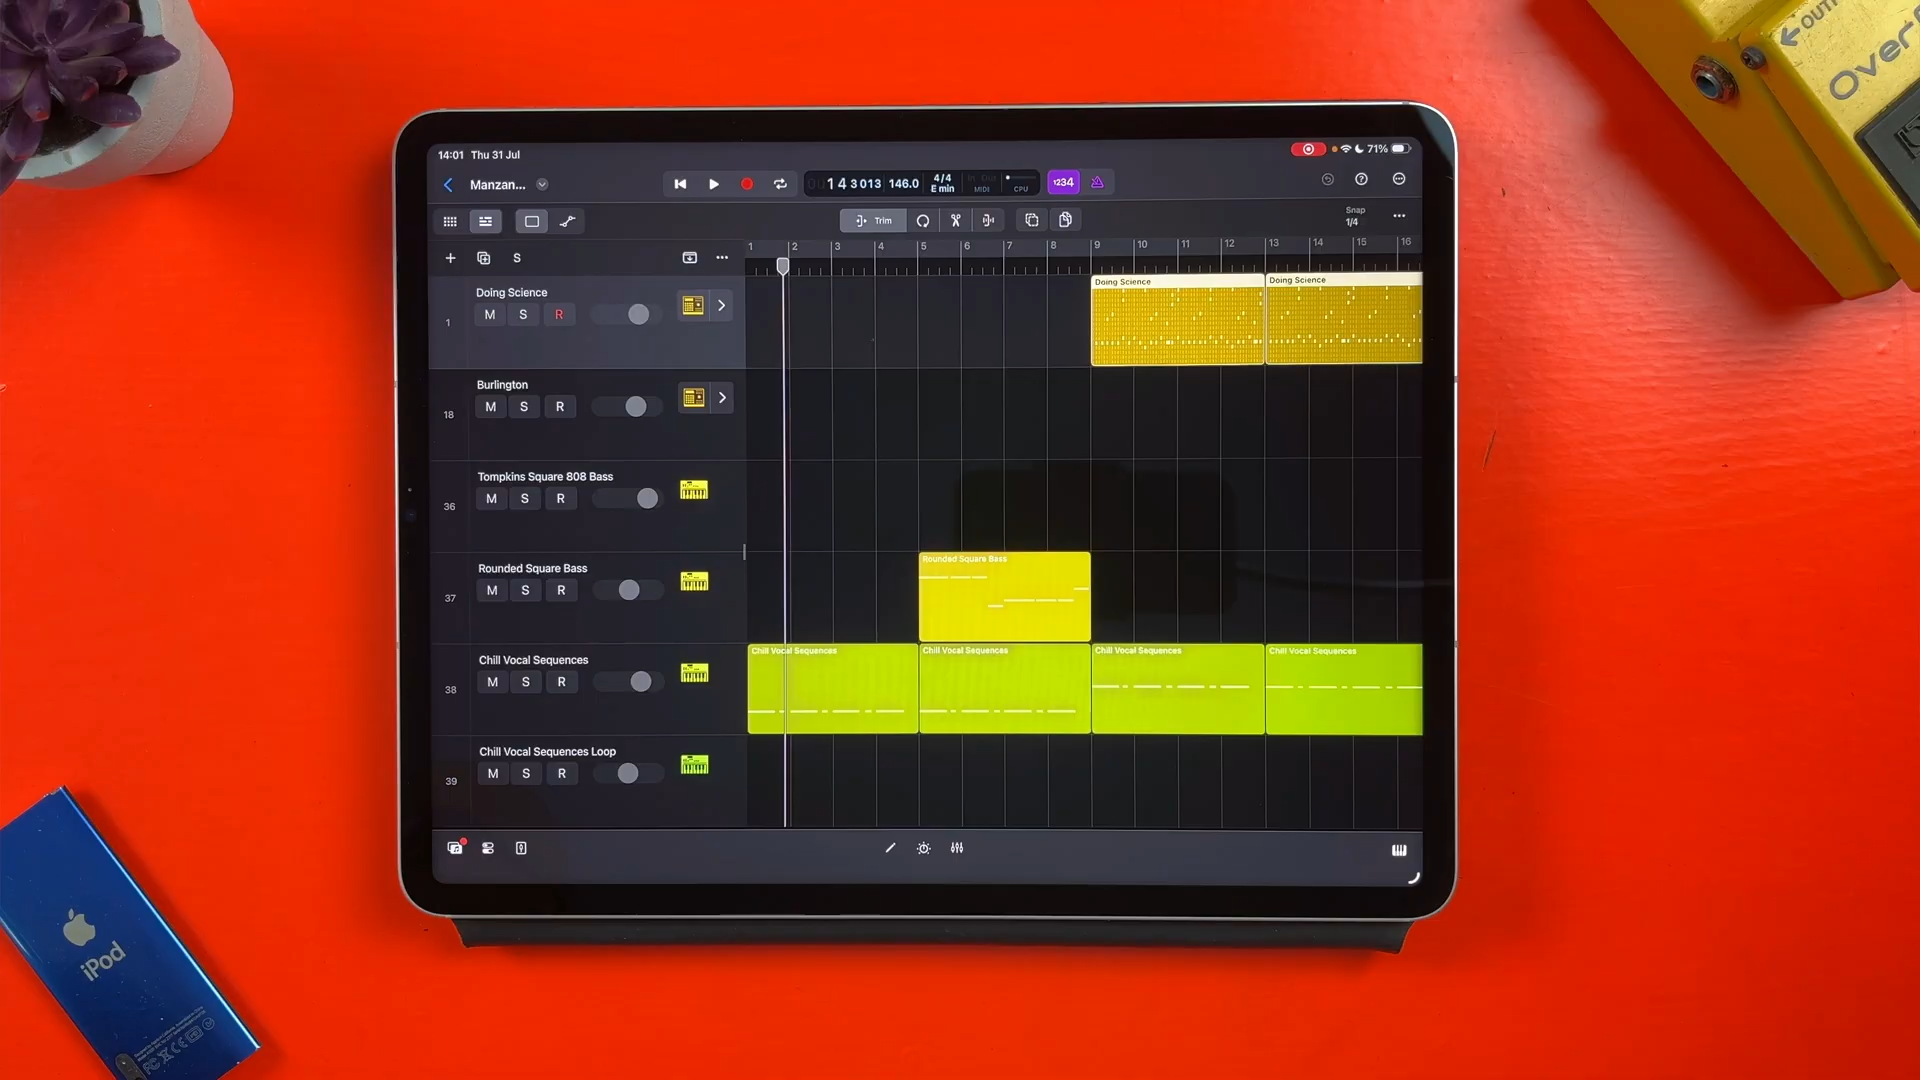 ← OUT
Over
14:01 Thu 31 Jul
71%
Manzan...
1 4 3 013
146.0
4/4
E min
In Out
MIDI
CPU
1234
Trim
Snap
1/4
S
1 2 3 4 5 6 7 8 9 10 11 12 13 14 15 16
1
Doing Science
M S R
Doing Science
Doing Science
18
Burlington
M S R
36
Tompkins Square 808 Bass
M S R
37
Rounded Square Bass
M S R
Rounded Square Bass
38
Chill Vocal Sequences
M S R
Chill Vocal Sequences
Chill Vocal Sequences
Chill Vocal Sequences
Chill Vocal Sequences
39
Chill Vocal Sequences Loop
M S R
iPod